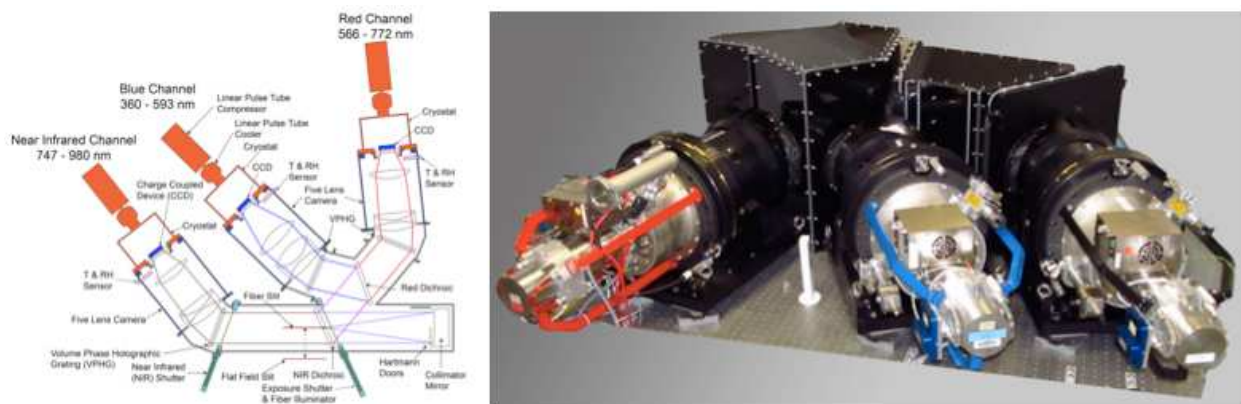 Red Channel
566 - 772 nm
Blue Channel
360 - 593 nm
Linear Pulse Tube
Compressor
Near Infrared Channel
747 - 980 nm
Linear Pulse Tube
Cooler
Cryostat
Cryostat
CCD
CCD
T & RH
Sensor
Charge Coupled
Device (CCD)
T & RH
Sensor
Five Lens
Camera
VPHG
Cryostat
T & RH
Sensor
Red Dichroic
Fiber Slit
Five Lens Camera
Volume Phase Holographic
Grating (VPHG)
Near Infrared
(NIR) Shutter
Flat Field Slit
NIR Dichroic
Exposure Shutter
& Fiber Illuminator
Hartmann
Doors
Collimator
Mirror